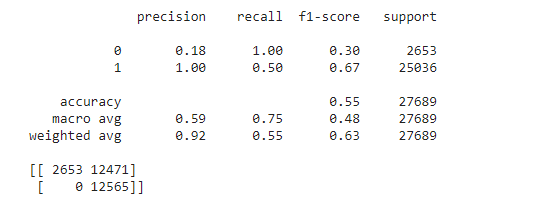 precision recall f1-score support
0 0.18 1.00 0.30 2653
1 1.00 0.50 0.67 25036
accuracy 0.55 27689
macro avg 0.59 0.75 0.48 27689
weighted avg 0.92 0.55 0.63 27689
[[ 2653 12471]
[ 0 12565]]